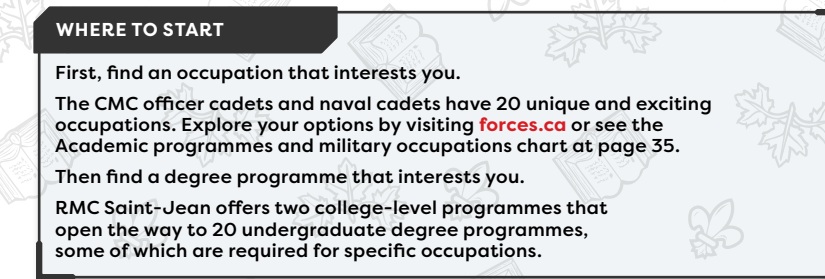 WHERE TO START
First, find an occupation that interests you.
The CMC officer cadets and naval cadets have 20 unique and exciting
occupations. Explore your options by visiting forces.ca or see the
Academic programmes and military occupations chart at page 35.
Then find a degree programme that interests you.
RMC Saint-Jean offers two college-level programmes that
open the way to 20 undergraduate degree programmes,
some of which are required for specific occupations.